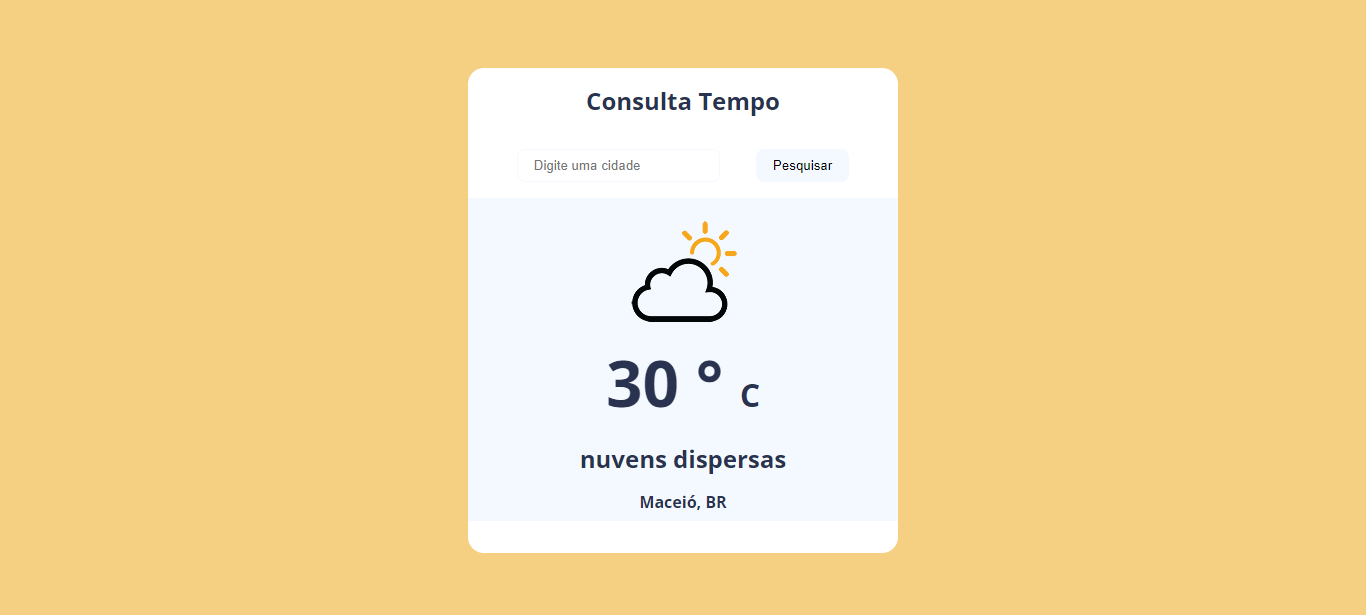 Consulta Tempo
Digite uma cidade Pesquisar
30 ° C
nuvens dispersas
Maceió, BR